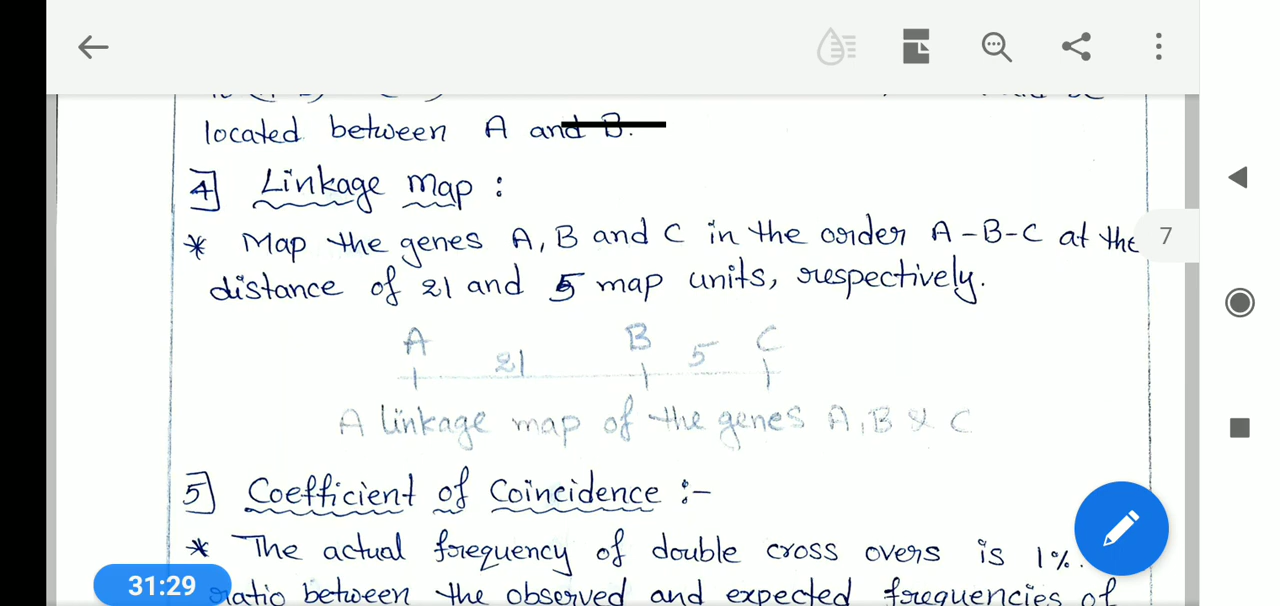 located between A and B.
4] Linkage map :
* Map the genes A, B and C in the order A-B-C at the
7
distance of 21 and 5 map units, respectively.
A B C
21 5
A linkage map of the genes A, B & C
5] Coefficient of Coincidence :-
* The actual frequency of double cross overs is 1%.
31:29
ratio between the observed and expected frequencies of